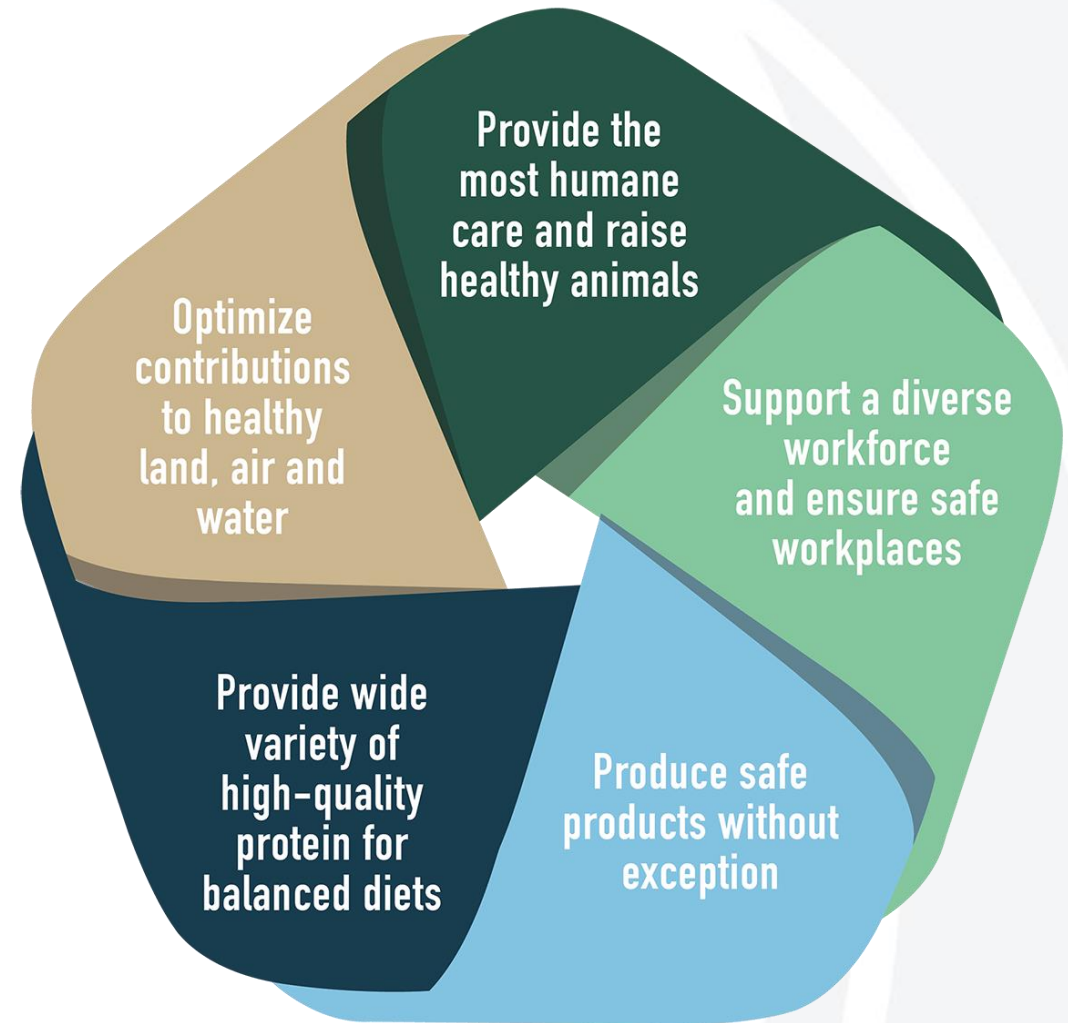 Provide the
most humane
care and raise
healthy animals
Support a diverse
workforce
and ensure safe
workplaces
Produce safe
products without
exception
Provide wide
variety of
high-quality
protein for
balanced diets
Optimize
contributions
to healthy
land, air and
water